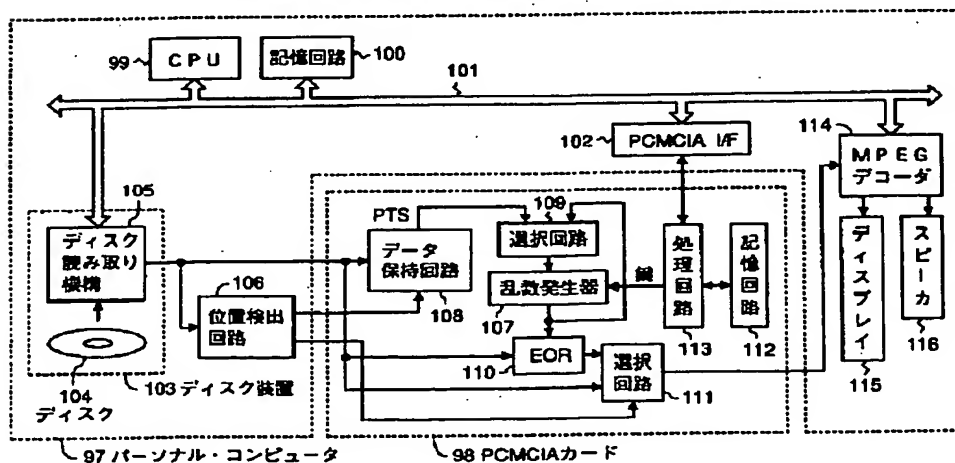 99
CPU
記憶回路
100
101
102
PCMCIA I/F
114
MPEG
デコーダ
105
ディスク
読み取り
機構
PTS
109
選択回路
データ
保持回路
108
乱数発生器
107
鍵
処理回路
113
記憶回路
112
106
位置検出
回路
EOR
110
選択
回路
111
ディスプレイ
115
スピーカ
116
104
ディスク
103 ディスク装置
97 パーソナル・コンピュータ
98 PCMCIAカード